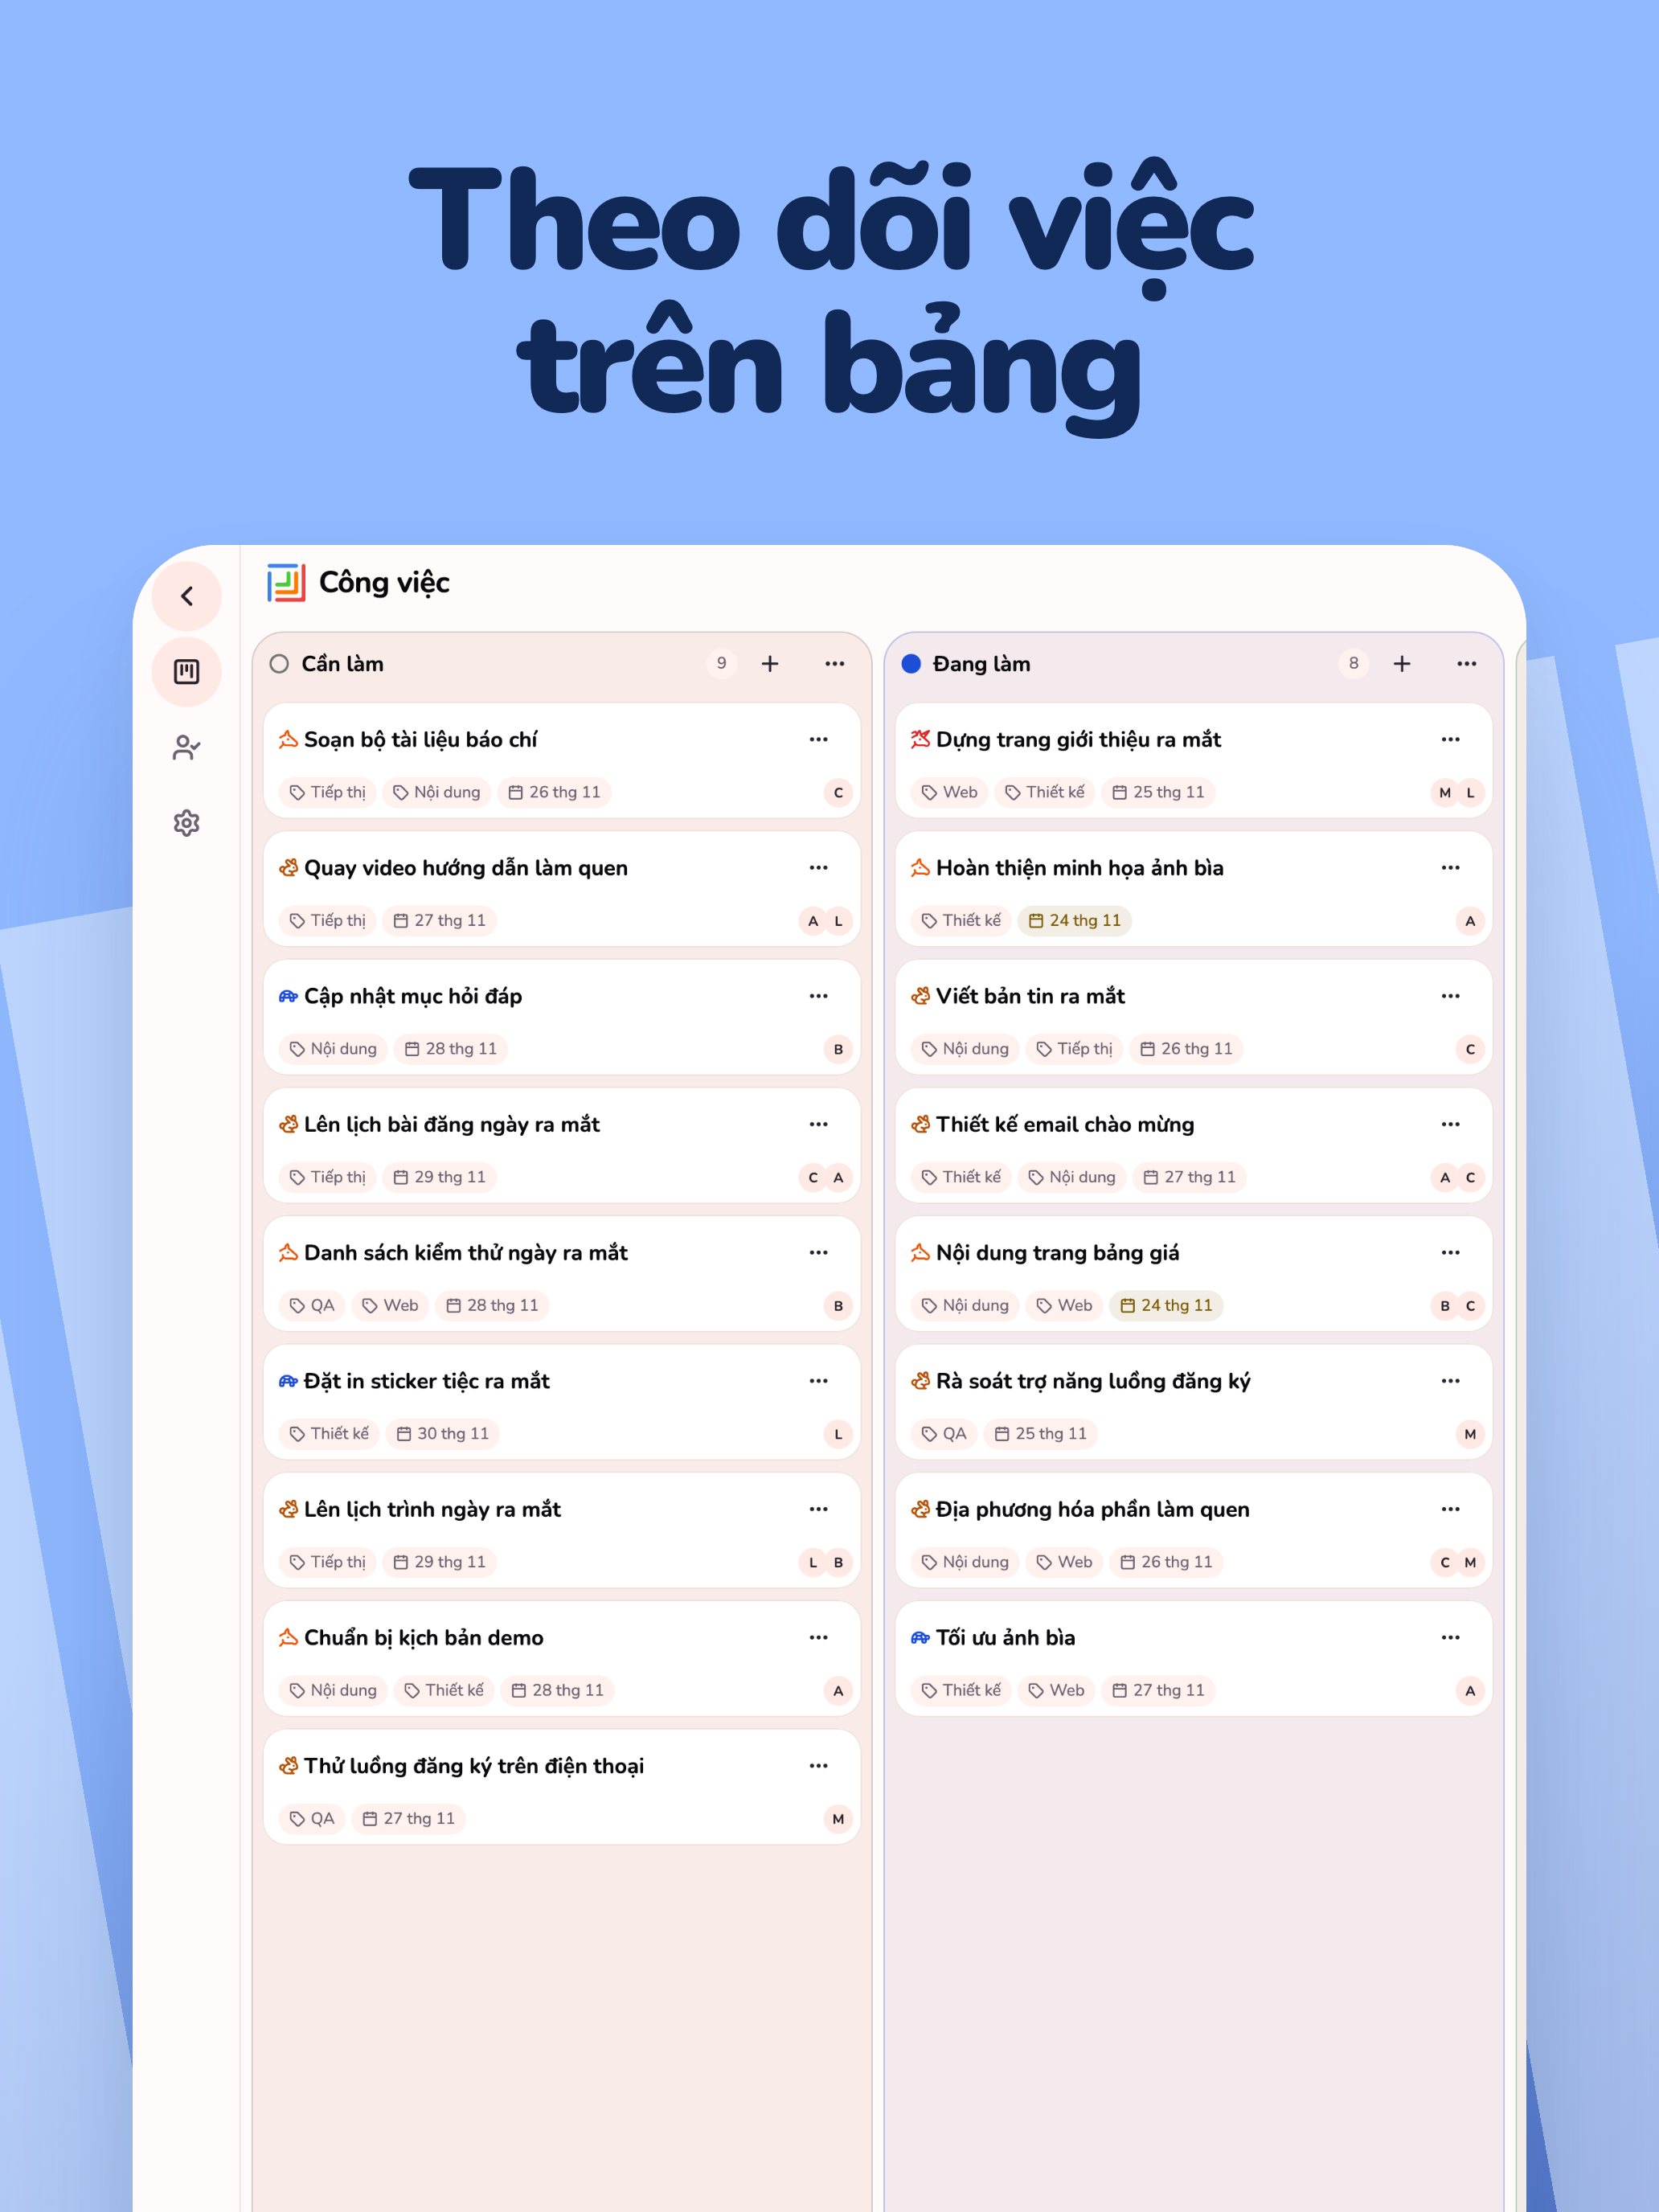 Theo dõi việc
trên bảng
Công việc
Cần làm
9
Soạn bộ tài liệu báo chí
Tiếp thị Nội dung 26 thg 11 C
Quay video hướng dẫn làm quen
Tiếp thị 27 thg 11 A L
Cập nhật mục hỏi đáp
Nội dung 28 thg 11 B
Lên lịch bài đăng ngày ra mắt
Tiếp thị 29 thg 11 C A
Danh sách kiểm thử ngày ra mắt
QA Web 28 thg 11 B
Đặt in sticker tiệc ra mắt
Thiết kế 30 thg 11 L
Lên lịch trình ngày ra mắt
Tiếp thị 29 thg 11 L B
Chuẩn bị kịch bản demo
Nội dung Thiết kế 28 thg 11 A
Thử luồng đăng ký trên điện thoại
QA 27 thg 11 M
Đang làm
8
Dựng trang giới thiệu ra mắt
Web Thiết kế 25 thg 11 M L
Hoàn thiện minh họa ảnh bìa
Thiết kế 24 thg 11 A
Viết bản tin ra mắt
Nội dung Tiếp thị 26 thg 11 C
Thiết kế email chào mừng
Thiết kế Nội dung 27 thg 11 A C
Nội dung trang bảng giá
Nội dung Web 24 thg 11 B C
Rà soát trợ năng luồng đăng ký
QA 25 thg 11 M
Địa phương hóa phần làm quen
Nội dung Web 26 thg 11 C M
Tối ưu ảnh bìa
Thiết kế Web 27 thg 11 A